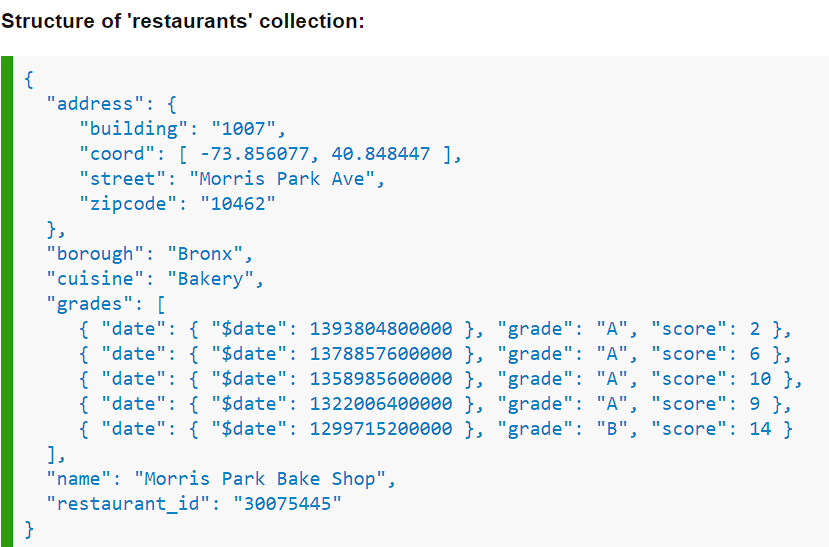 Structure of 'restaurants' collection:
{
  "address": {
     "building": "1007",
     "coord": [ -73.856077, 40.848447 ],
     "street": "Morris Park Ave",
     "zipcode": "10462"
  },
  "borough": "Bronx",
  "cuisine": "Bakery",
  "grades": [
     { "date": { "$date": 1393804800000 }, "grade": "A", "score": 2 },
     { "date": { "$date": 1378857600000 }, "grade": "A", "score": 6 },
     { "date": { "$date": 1358985600000 }, "grade": "A", "score": 10 },
     { "date": { "$date": 1322006400000 }, "grade": "A", "score": 9 },
     { "date": { "$date": 1299715200000 }, "grade": "B", "score": 14 }
  ],
  "name": "Morris Park Bake Shop",
  "restaurant_id": "30075445"
}